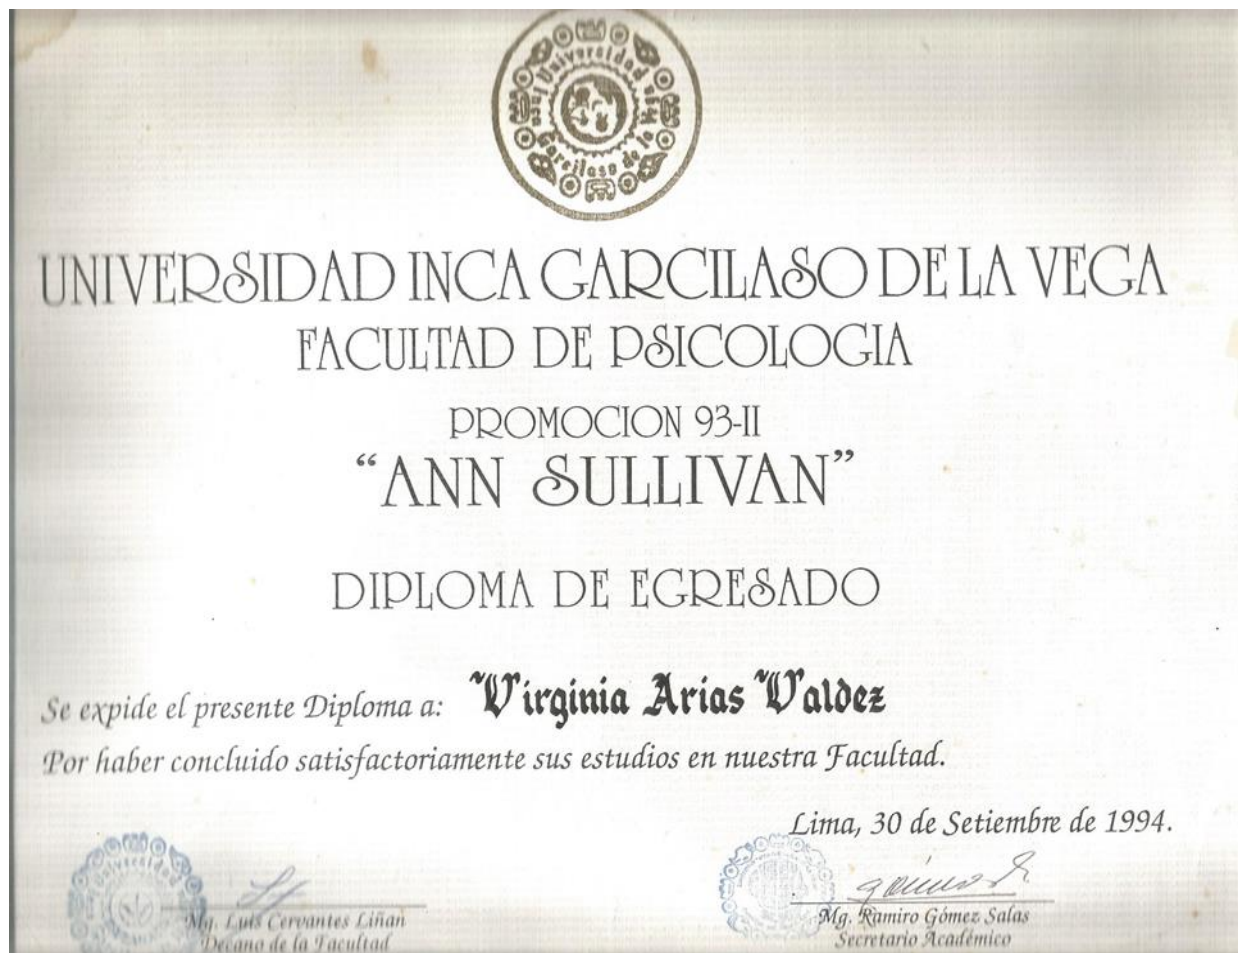 Universidad
Inca Garcilaso de la Vega
UNIVERSIDAD INCA GARCILASO DE LA VEGA
FACULTAD DE PSICOLOGIA
PROMOCION 93-II
“ANN SULLIVAN”
DIPLOMA DE EGRESADO
Se expide el presente Diploma a: Virginia Arias Valdez
Por haber concluido satisfactoriamente sus estudios en nuestra Facultad.
Lima, 30 de Setiembre de 1994.
Universidad
Mg. Luis Cervantes Liñan
Decano de la Facultad
Mg. Ramiro Gómez Salas
Secretario Académico